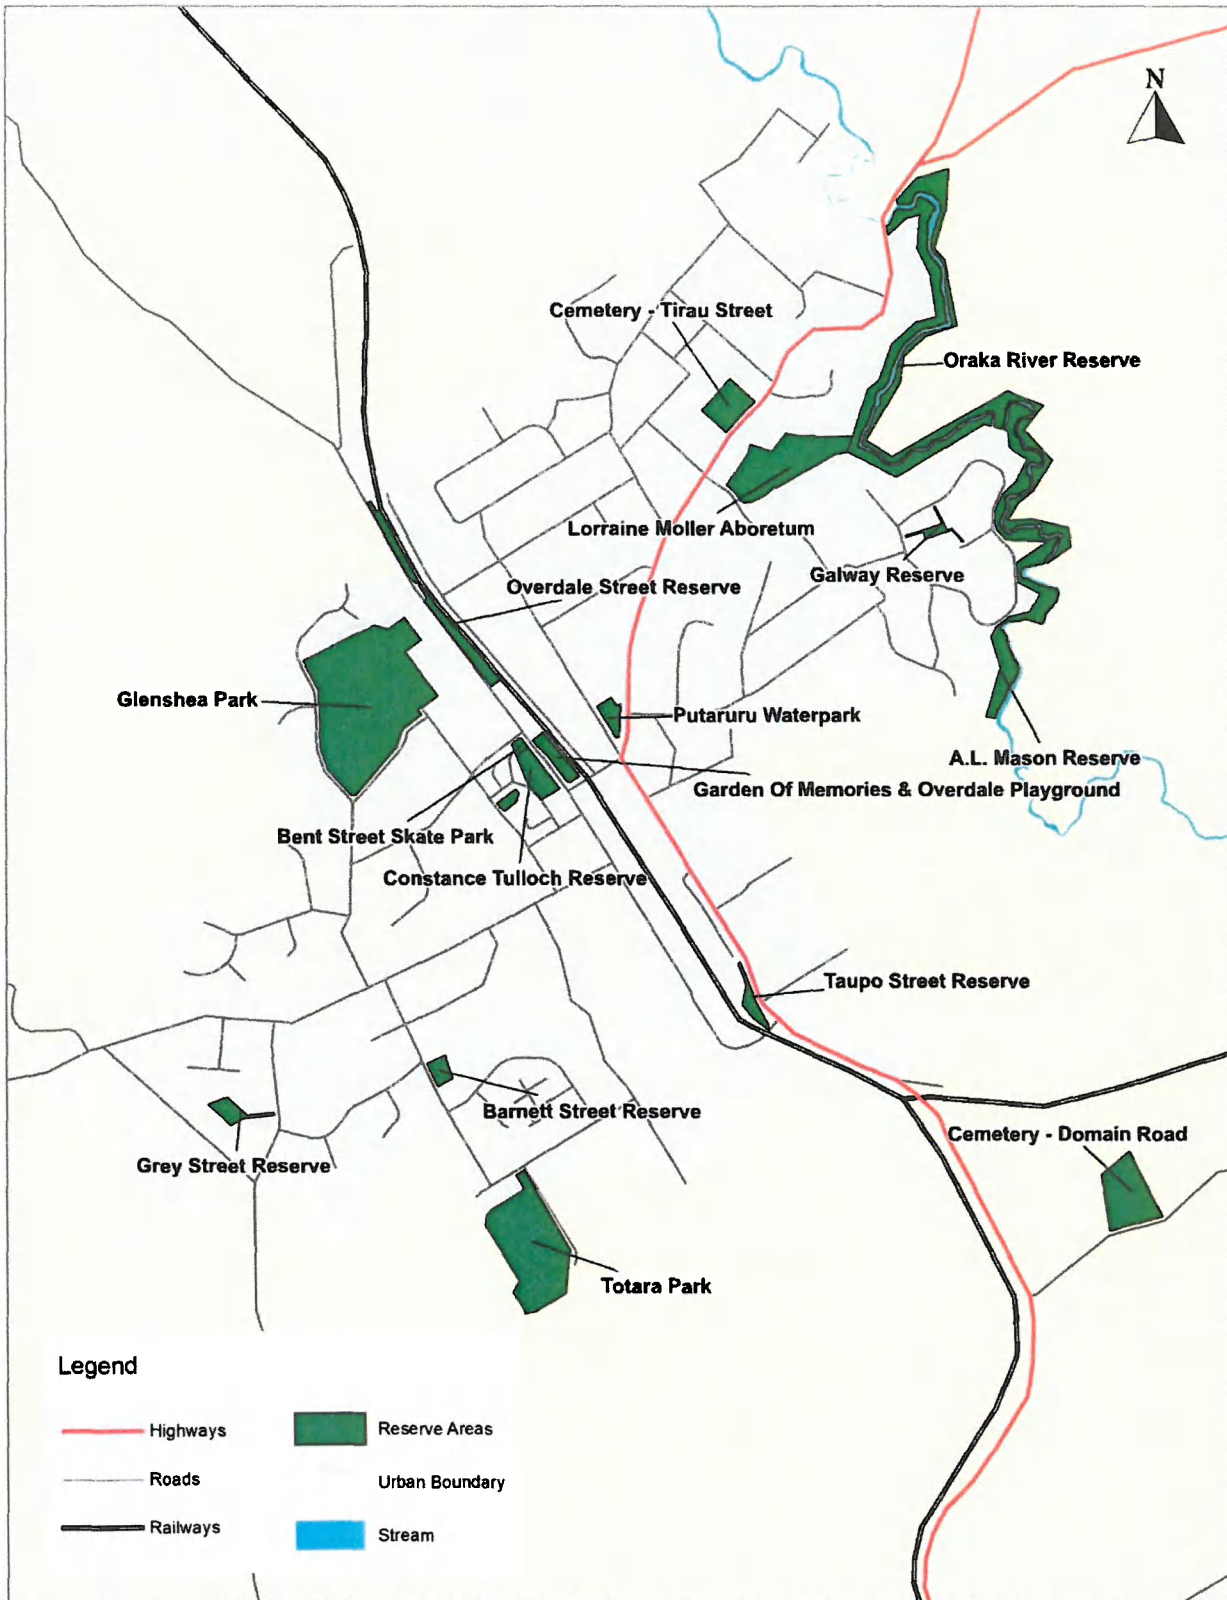 N
Cemetery - Tirau Street
Oraka River Reserve
Lorraine Moller Aboretum
Galway Reserve
Overdale Street Reserve
Glenshea Park
Putaruru Waterpark
A.L. Mason Reserve
Garden Of Memories & Overdale Playground
Bent Street Skate Park
Constance Tulloch Reserve
Taupo Street Reserve
Barnett Street Reserve
Cemetery - Domain Road
Grey Street Reserve
Totara Park
Legend
Highways
Reserve Areas
Roads
Urban Boundary
Railways
Stream